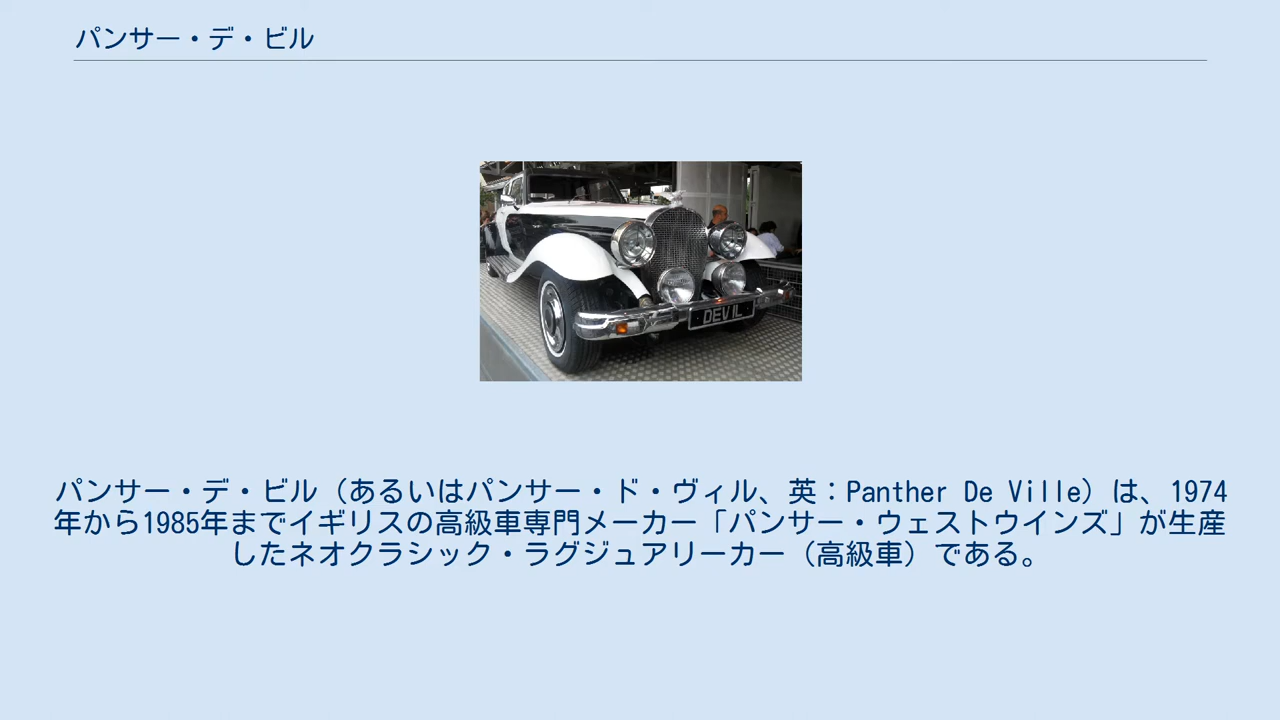 パンサー・デ・ビル
DEV IL
パンサー・デ・ビル（あるいはパンサー・ド・ヴィル、英：Panther De Ville）は、1974
年から1985年までイギリスの高級車専門メーカー「パンサー・ウェストウインズ」が生産
したネオクラシック・ラグジュアリーカー（高級車）である。